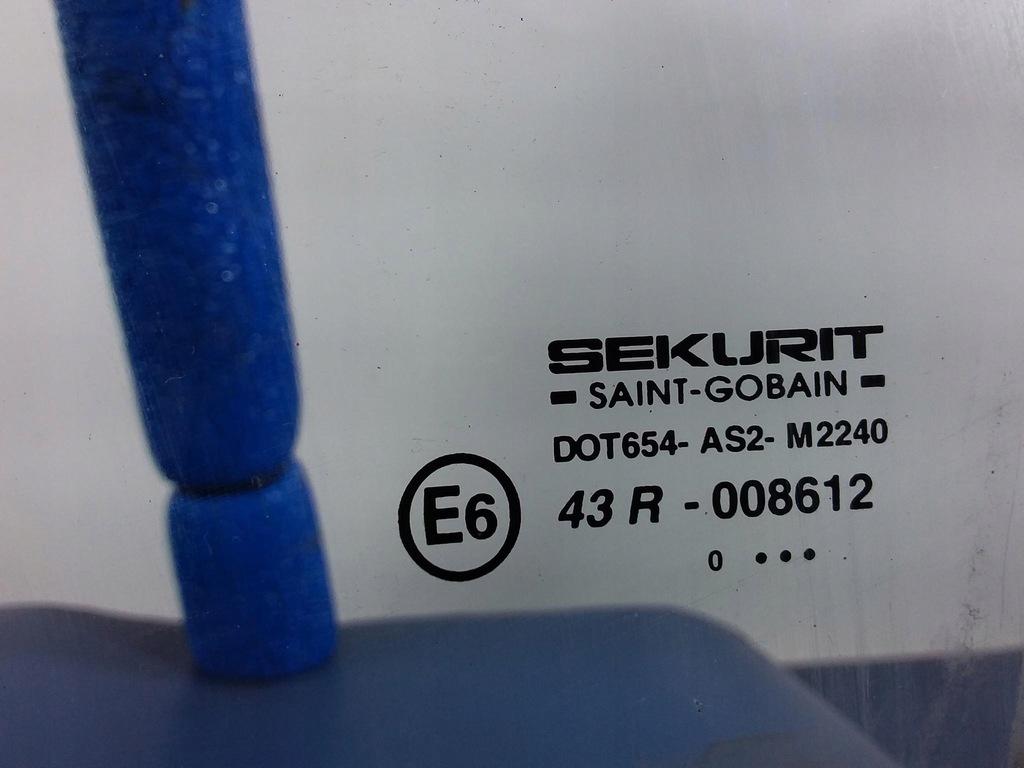 SEKURIT
- SAINT-GOBAIN -
DOT654- AS2- M2240
E6 43 R - 008612
0 •••